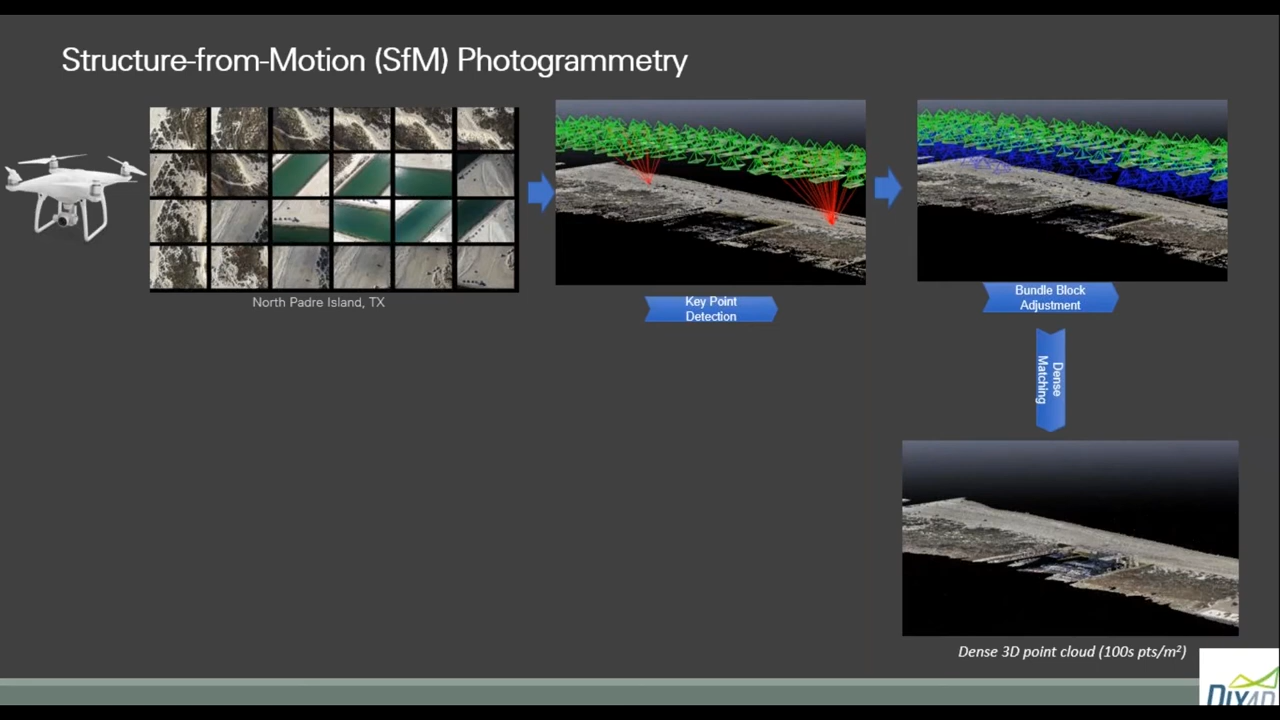 Structure-from-Motion (SfM) Photogrammetry
North Padre Island, TX
Key Point
Detection
Bundle Block
Adjustment
Dense
Matching
Dense 3D point cloud (100s pts/m²)